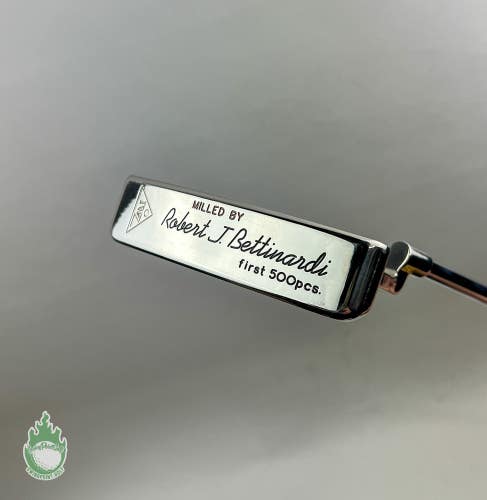 MILLED BY
Robert J. Bettinardi
first 500pcs.